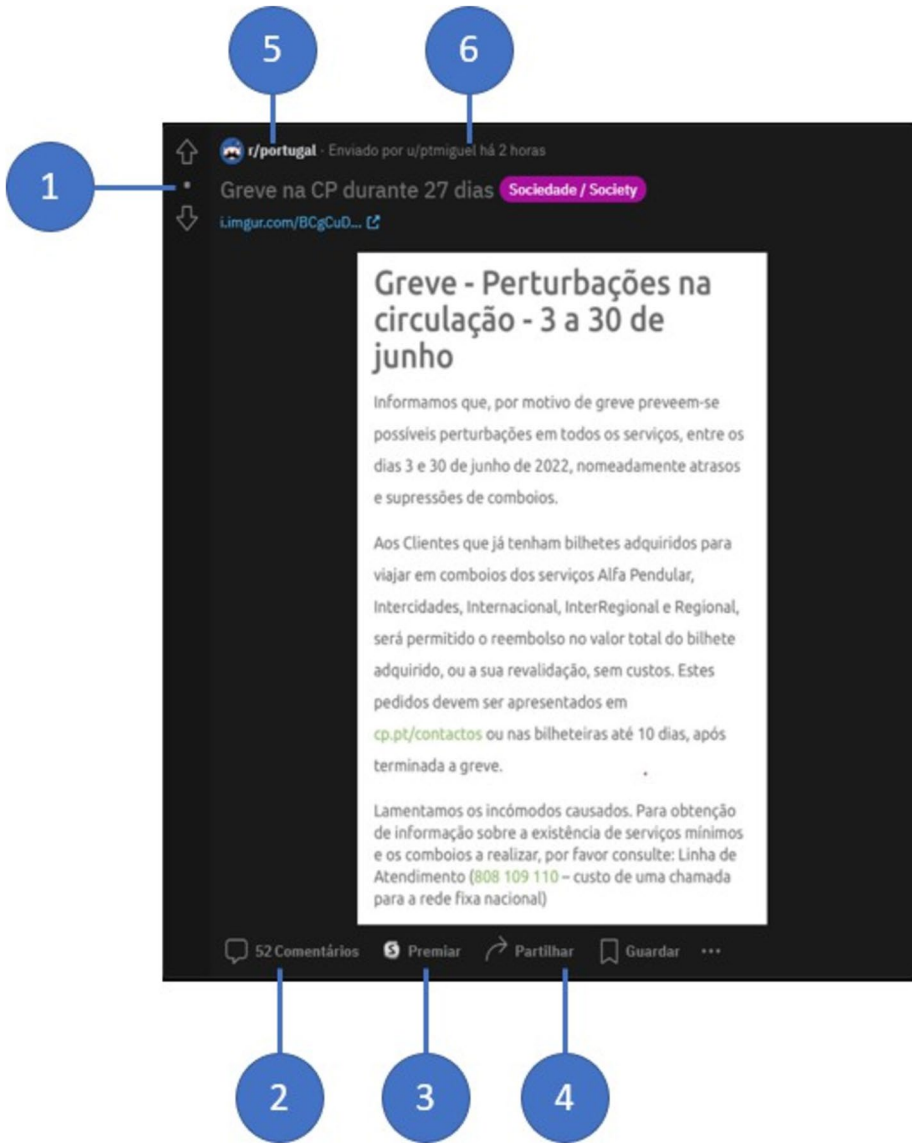 5
6
r/portugal · Enviado por u/ptmiguel há 2 horas
1
Greve na CP durante 27 dias Sociedade / Society
i.imgur.com/BCgCuD...
Greve - Perturbações na
circulação - 3 a 30 de
junho
Informamos que, por motivo de greve preveem-se
possíveis perturbações em todos os serviços, entre os
dias 3 e 30 de junho de 2022, nomeadamente atrasos
e supressões de comboios.
Aos Clientes que já tenham bilhetes adquiridos para
viajar em comboios dos serviços Alfa Pendular,
Intercidades, Internacional, InterRegional e Regional,
será permitido o reembolso no valor total do bilhete
adquirido, ou a sua revalidação, sem custos. Estes
pedidos devem ser apresentados em
cp.pt/contactos ou nas bilheteiras até 10 dias, após
terminada a greve.
Lamentamos os incómodos causados. Para obtenção
de informação sobre a existência de serviços mínimos
e os comboios a realizar, por favor consulte: Linha de
Atendimento (808 109 110 – custo de uma chamada
para a rede fixa nacional)
52 Comentários Premiar Partilhar Guardar ...
2
3
4